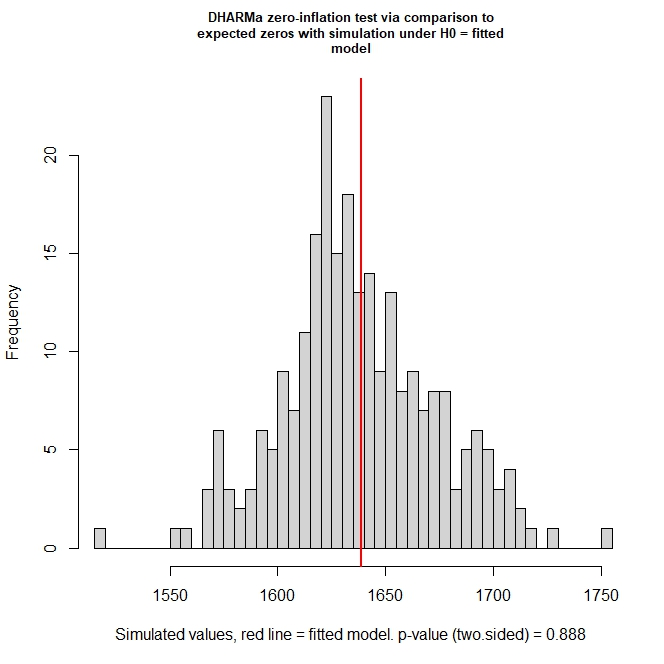 DHARMa zero-inflation test via comparison to
expected zeros with simulation under H0 = fitted
model
Frequency
20
15
10
5
0
1550 1600 1650 1700 1750
Simulated values, red line = fitted model. p-value (two.sided) = 0.888